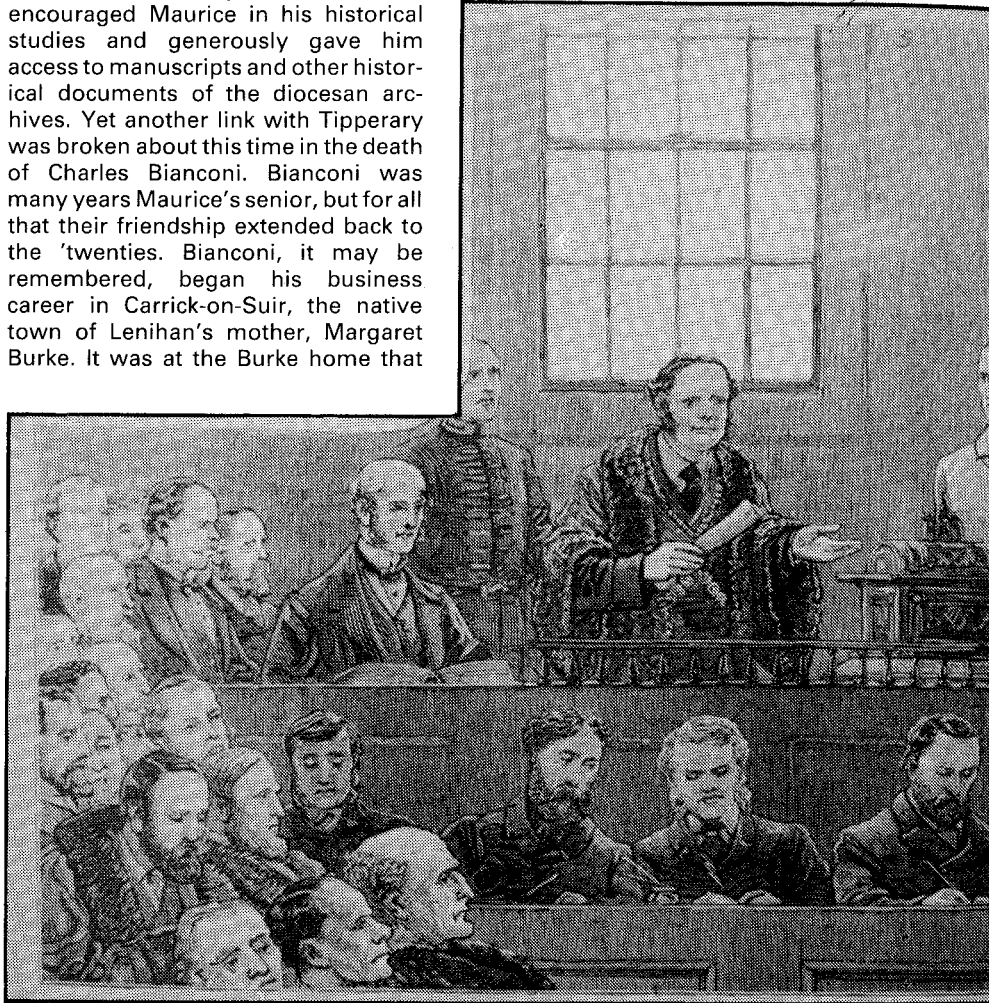 encouraged Maurice in his historical
studies and generously gave him
access to manuscripts and other histor-
ical documents of the diocesan arc-
hives. Yet another link with Tipperary
was broken about this time in the death
of Charles Bianconi. Bianconi was
many years Maurice's senior, but for all
that their friendship extended back to
the 'twenties. Bianconi, it may be
remembered, began his business
career in Carrick-on-Suir, the native
town of Lenihan's mother, Margaret
Burke. It was at the Burke home that